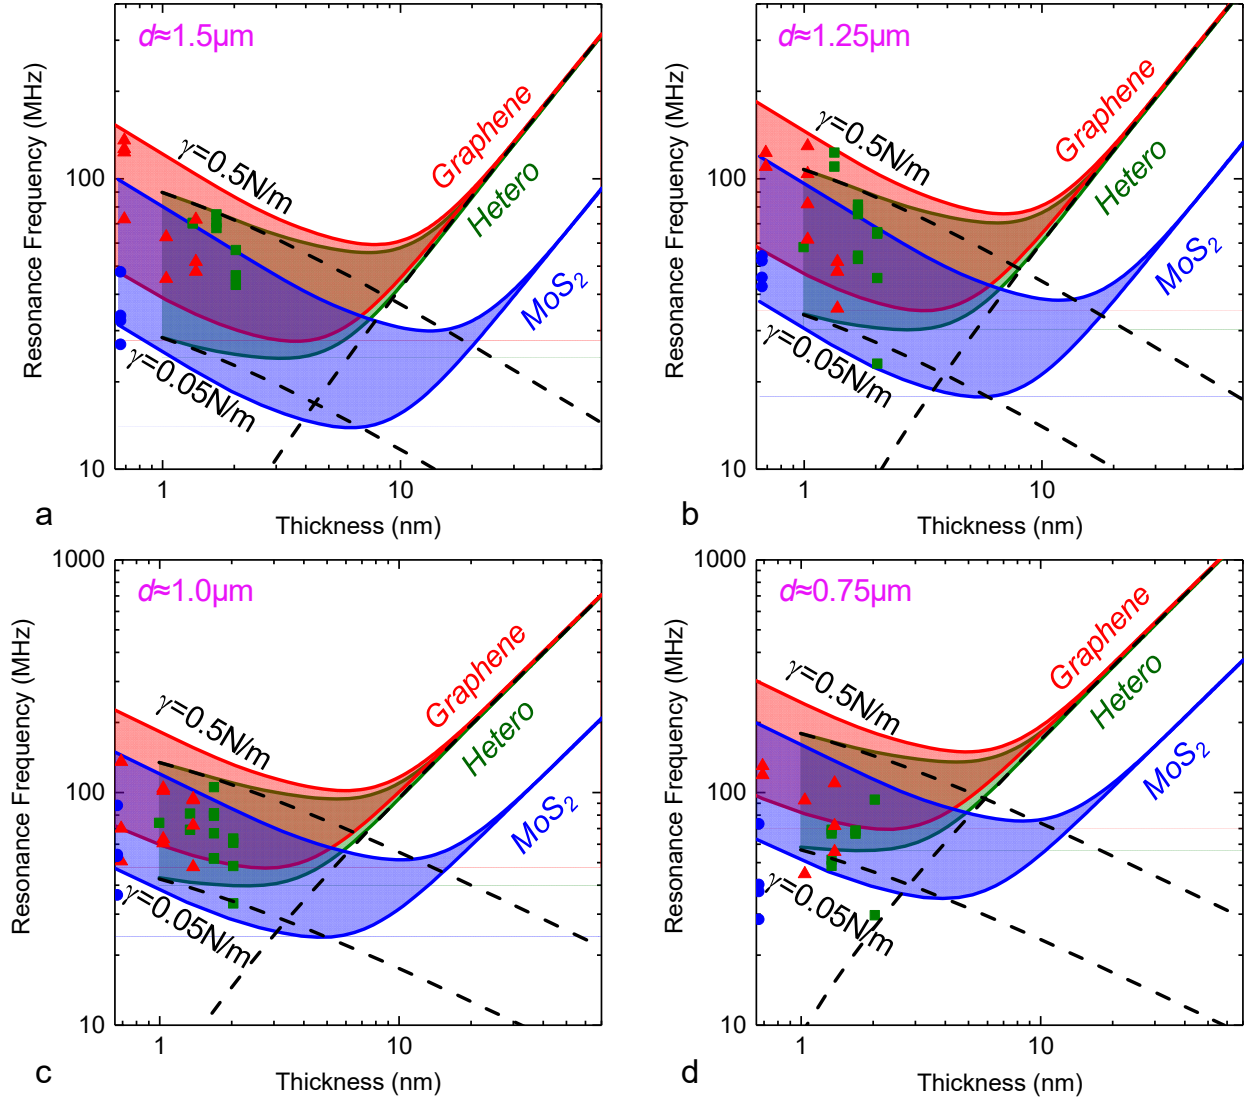 d≈1.5µm
Resonance Frequency (MHz)
100
10
γ=0.5N/m
γ=0.05N/m
Graphene
Hetero
MoS₂
1
10
Thickness (nm)
a
d≈1.25µm
Resonance Frequency (MHz)
100
10
γ=0.5N/m
γ=0.05N/m
Graphene
Hetero
MoS₂
1
10
Thickness (nm)
b
d≈1.0µm
Resonance Frequency (MHz)
1000
100
10
γ=0.5N/m
γ=0.05N/m
Graphene
Hetero
MoS₂
1
10
Thickness (nm)
c
d≈0.75µm
Resonance Frequency (MHz)
1000
100
10
γ=0.5N/m
γ=0.05N/m
Graphene
Hetero
MoS₂
1
10
Thickness (nm)
d